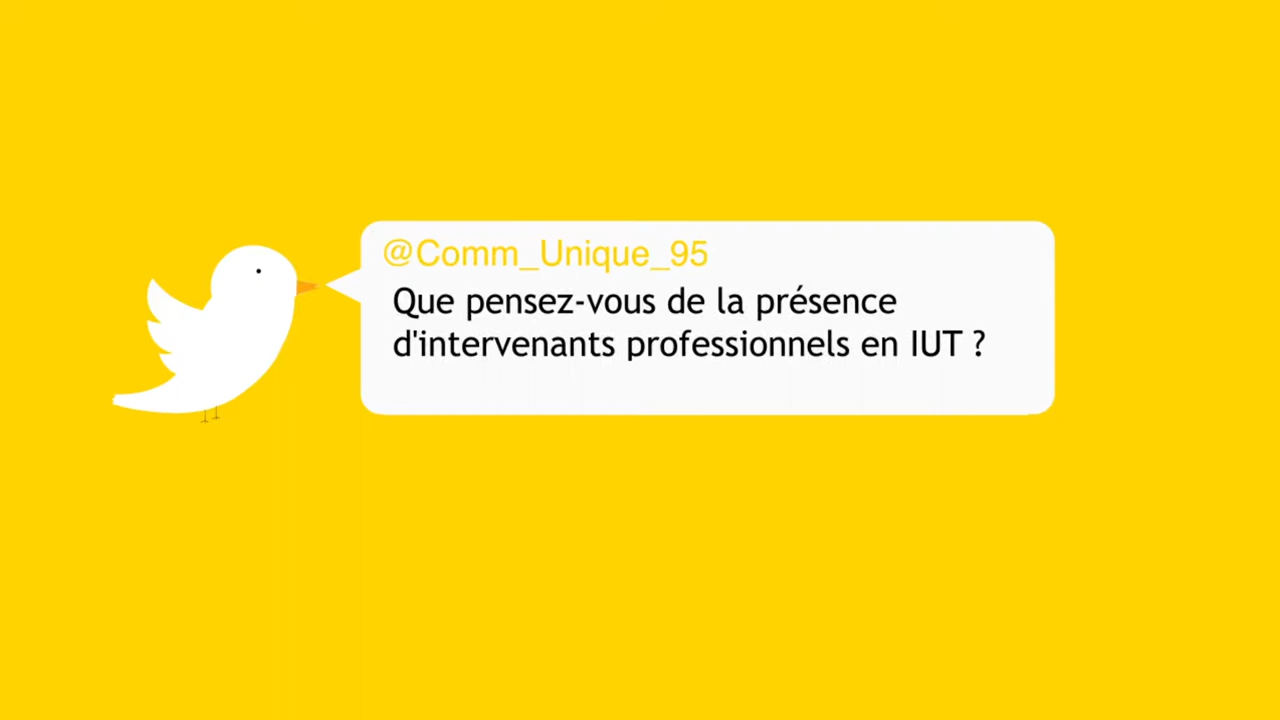 @Comm_Unique_95
Que pensez-vous de la présence
d'intervenants professionnels en IUT ?